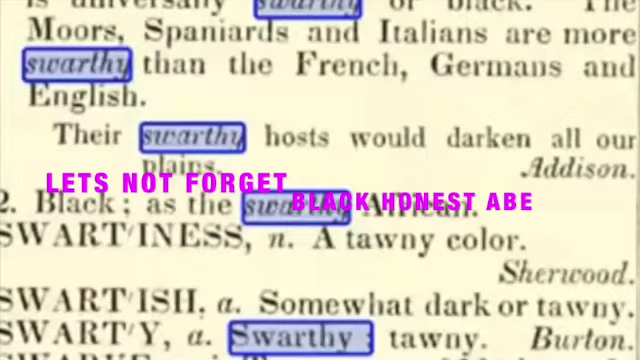 is universally swarthy or black. The
Moors, Spaniards and Italians are more
swarthy than the French, Germans and
English.
Their swarthy hosts would darken all our
plains. Addison.
LETS NOT FORGET
BLACK HONEST ABE
2. Black; as the swarthy African.
SWART'INESS, n. A tawny color.
Sherwood.
SWART'ISH, a. Somewhat dark or tawny.
SWART'Y, a. Swarthy; tawny. Burton.